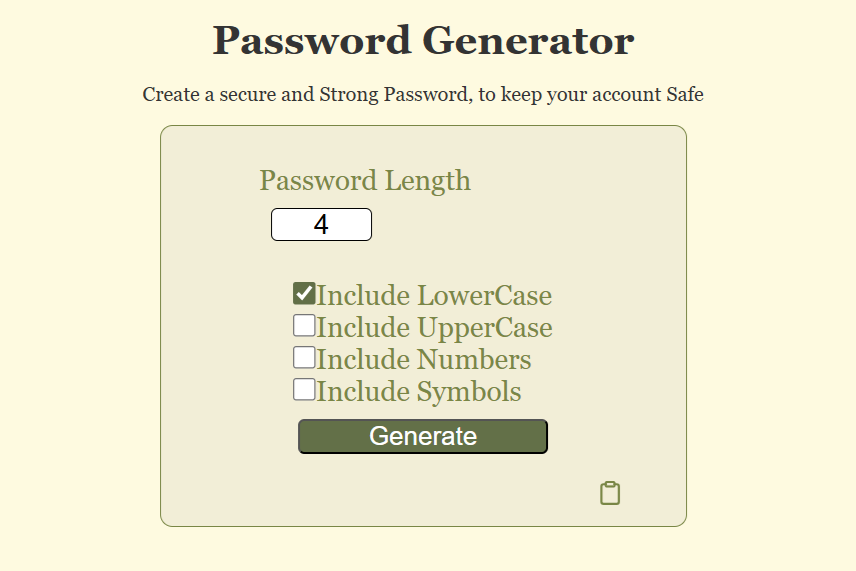 Password Generator
Create a secure and Strong Password, to keep your account Safe
Password Length
4
Include LowerCase
Include UpperCase
Include Numbers
Include Symbols
Generate